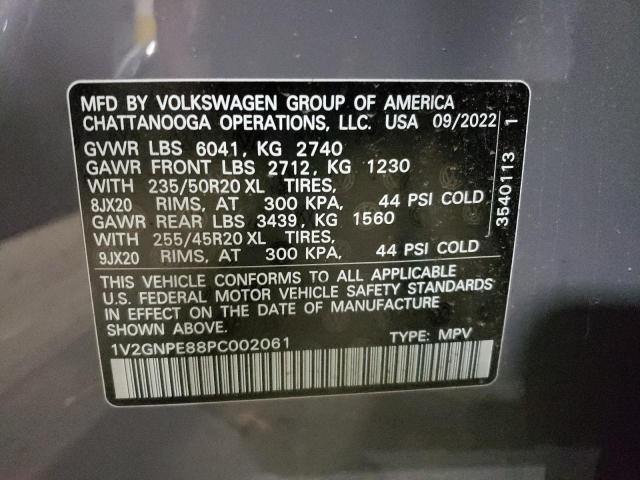 MFD BY VOLKSWAGEN GROUP OF AMERICA
CHATTANOOGA OPERATIONS, LLC. USA 09/2022
GVWR LBS 6041, KG 2740
GAWR FRONT LBS 2712, KG 1230
WITH 235/50R20 XL TIRES,
8JX20 RIMS, AT 300 KPA, 44 PSI COLD
GAWR REAR LBS 3439, KG 1560
WITH 255/45R20 XL TIRES,
9JX20 RIMS, AT 300 KPA, 44 PSI COLD
THIS VEHICLE CONFORMS TO ALL APPLICABLE
U.S. FEDERAL MOTOR VEHICLE SAFETY STANDARDS
IN EFFECT ON THE DATE OF MANUFACTURE
SHOWN ABOVE. TYPE: MPV
1V2GNPE88PC002061
3540113 1